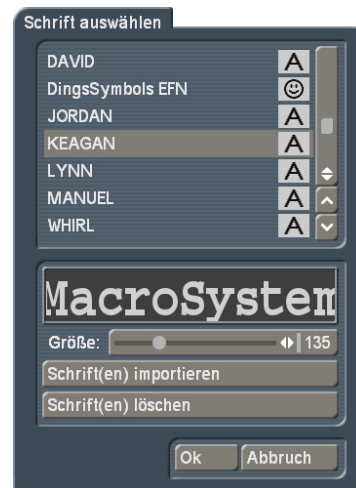 Schrift auswählen
DAVID A
DingsSymbols EFN
JORDAN A
KEAGAN A
LYNN A
MANUEL A
WHIRL A
MacroSystem
Größe: 135
Schrift(en) importieren
Schrift(en) löschen
Ok Abbruch